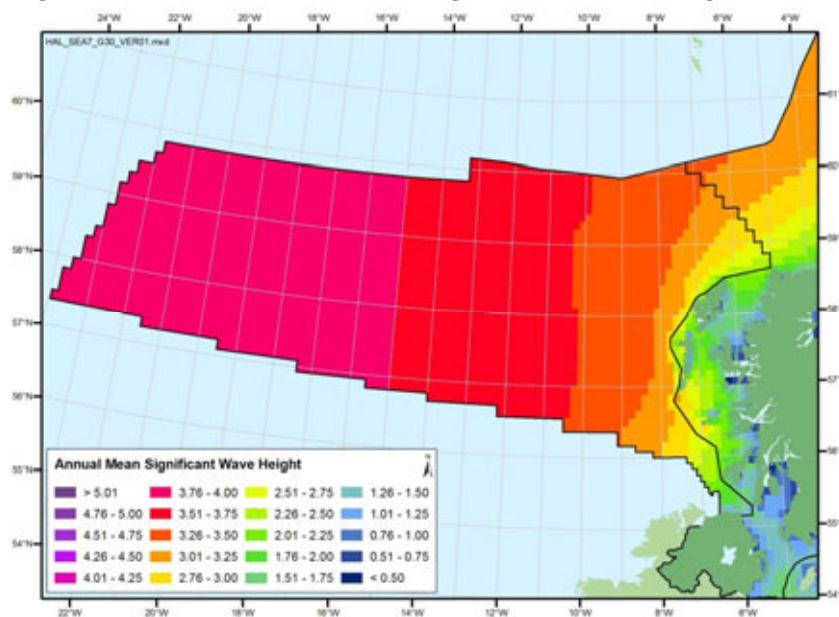 24°W 22°W 20°W 18°W 16°W 14°W 12°W 10°W 8°W 6°W 4°W
HAL_SEA7_G30_VER01.mxd
60°N
59°N
58°N
57°N
56°N
55°N
54°N
61°
60°
59°
58°
57°
56°
55°
54°
Annual Mean Significant Wave Height
N
> 5.01 3.76 - 4.00 2.51 - 2.75 1.26 - 1.50
4.76 - 5.00 3.51 - 3.75 2.26 - 2.50 1.01 - 1.25
4.51 - 4.75 3.26 - 3.50 2.01 - 2.25 0.76 - 1.00
4.26 - 4.50 3.01 - 3.25 1.76 - 2.00 0.51 - 0.75
4.01 - 4.25 2.76 - 3.00 1.51 - 1.75 < 0.50
22°W 20°W 18°W 16°W 14°W 12°W 10°W 8°W 6°W